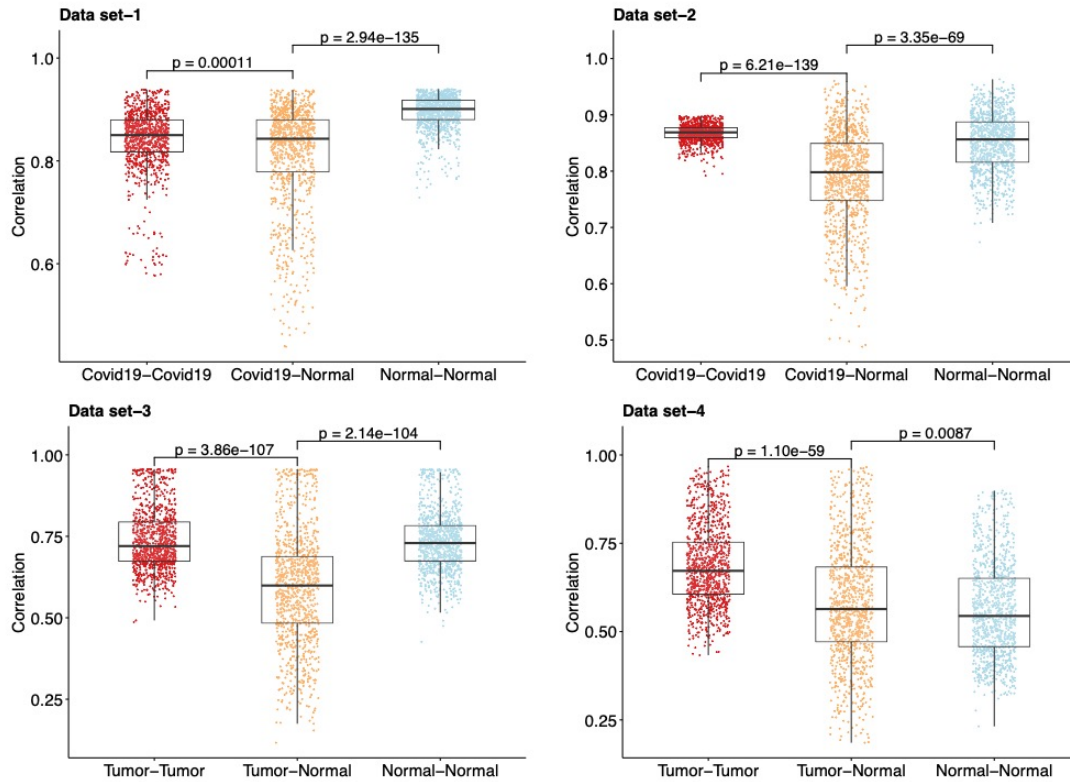 Data set–1
p = 2.94e–135
p = 0.00011
1.0
0.8
0.6
Correlation
Covid19–Covid19 Covid19–Normal Normal–Normal
Data set–2
p = 3.35e–69
p = 6.21e–139
1.0
0.9
0.8
0.7
0.6
0.5
Correlation
Covid19–Covid19 Covid19–Normal Normal–Normal
Data set–3
p = 2.14e–104
p = 3.86e–107
1.00
0.75
0.50
0.25
Correlation
Tumor–Tumor Tumor–Normal Normal–Normal
Data set–4
p = 0.0087
p = 1.10e–59
1.00
0.75
0.50
0.25
Correlation
Tumor–Tumor Tumor–Normal Normal–Normal